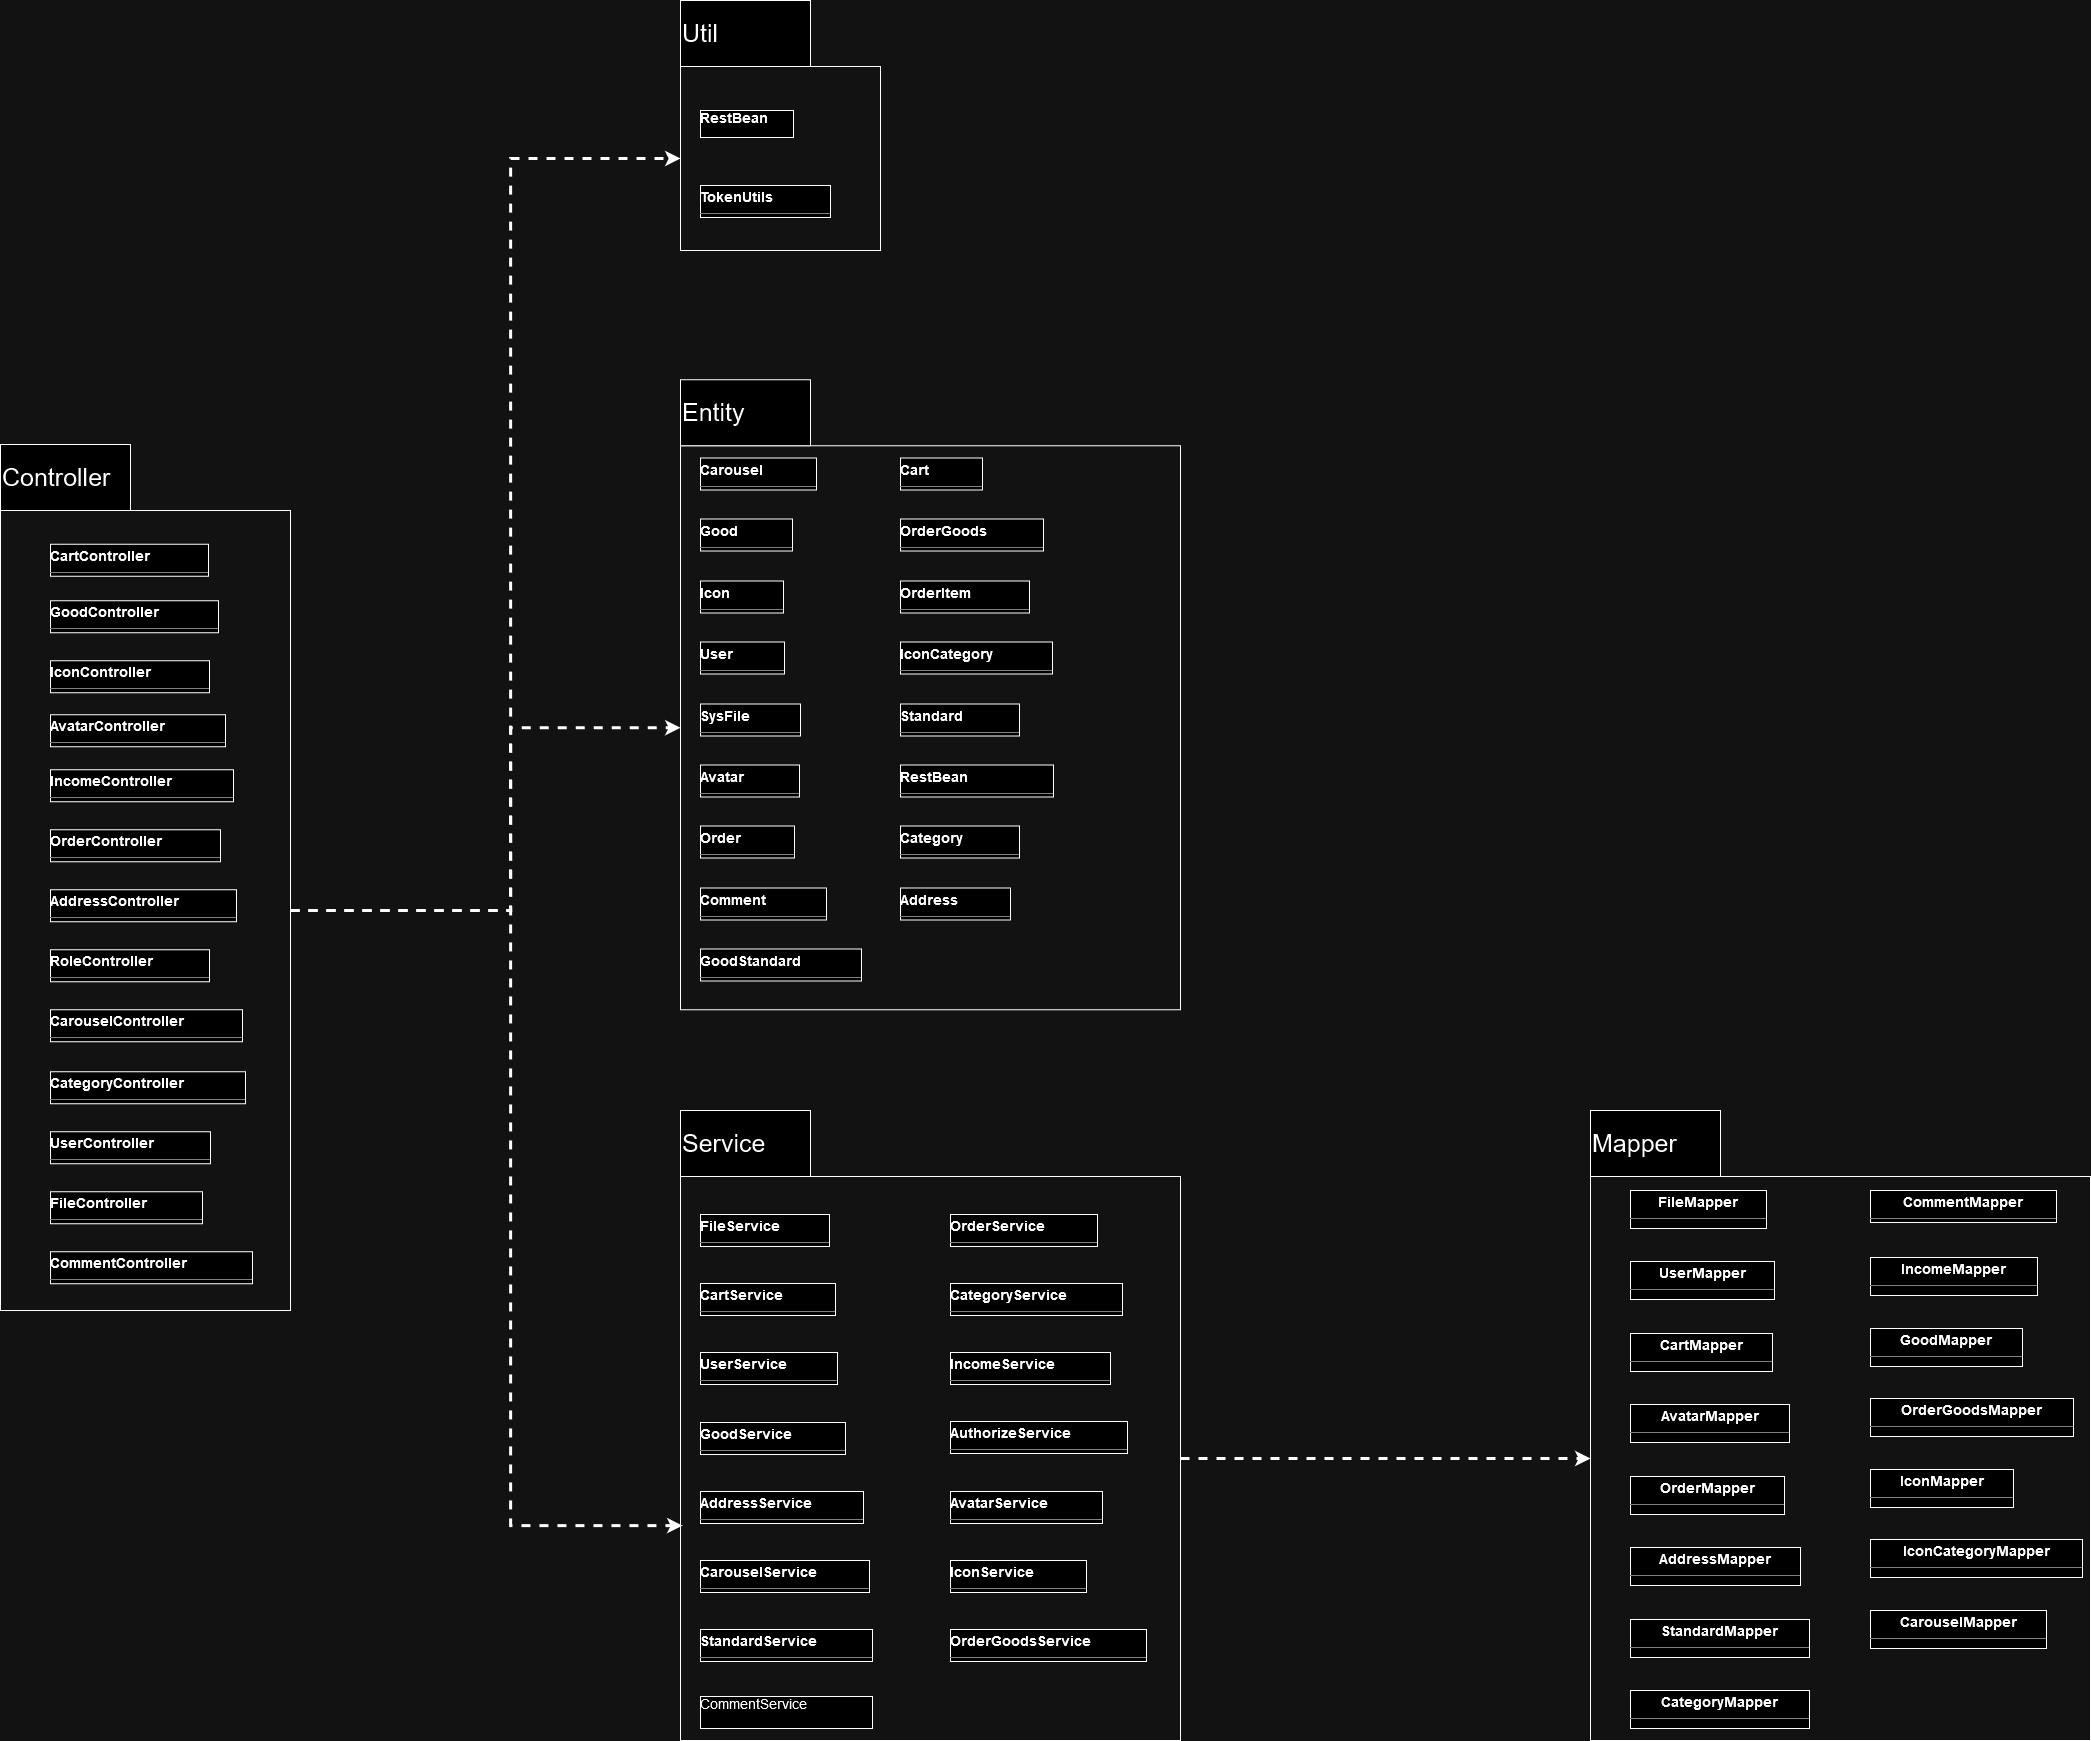 Util
RestBean
TokenUtils
Entity
Carousel
Cart
Good
OrderGoods
Icon
OrderItem
User
IconCategory
SysFile
Standard
Avatar
RestBean
Order
Category
Comment
Address
GoodStandard
Controller
CartController
GoodController
IconController
AvatarController
IncomeController
OrderController
AddressController
RoleController
CarouselController
CategoryController
UserController
FileController
CommentController
Service
FileService
OrderService
CartService
CategoryService
UserService
IncomeService
GoodService
AuthorizeService
AddressService
AvatarService
CarouselService
IconService
StandardService
OrderGoodsService
CommentService
Mapper
FileMapper
CommentMapper
UserMapper
IncomeMapper
CartMapper
GoodMapper
AvatarMapper
OrderGoodsMapper
OrderMapper
IconMapper
AddressMapper
IconCategoryMapper
StandardMapper
CarouselMapper
CategoryMapper